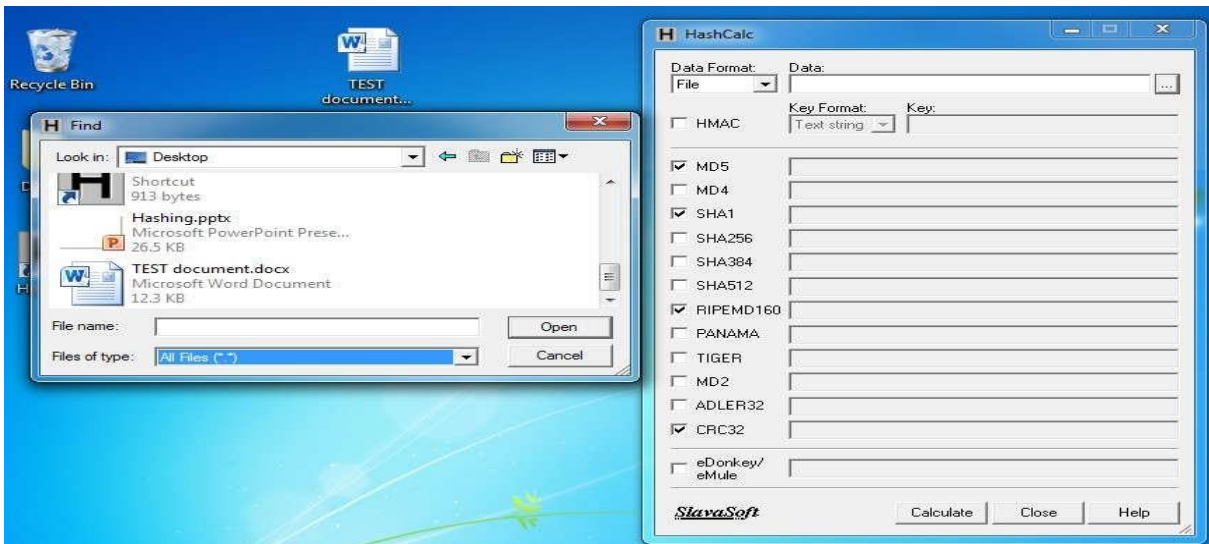 Recycle Bin
TEST
document...
Find
Look in: Desktop
Shortcut
913 bytes
Hashing.pptx
Microsoft PowerPoint Prese...
26.5 KB
TEST document.docx
Microsoft Word Document
12.3 KB
File name: Open
Files of type: All Files (*.*) Cancel
HashCalc
Data Format: Data:
File ...
Key Format: Key:
HMAC Text string
MD5
MD4
SHA1
SHA256
SHA384
SHA512
RIPEMD160
PANAMA
TIGER
MD2
ADLER32
CRC32
eDonkey/
eMule
SlavaSoft Calculate Close Help